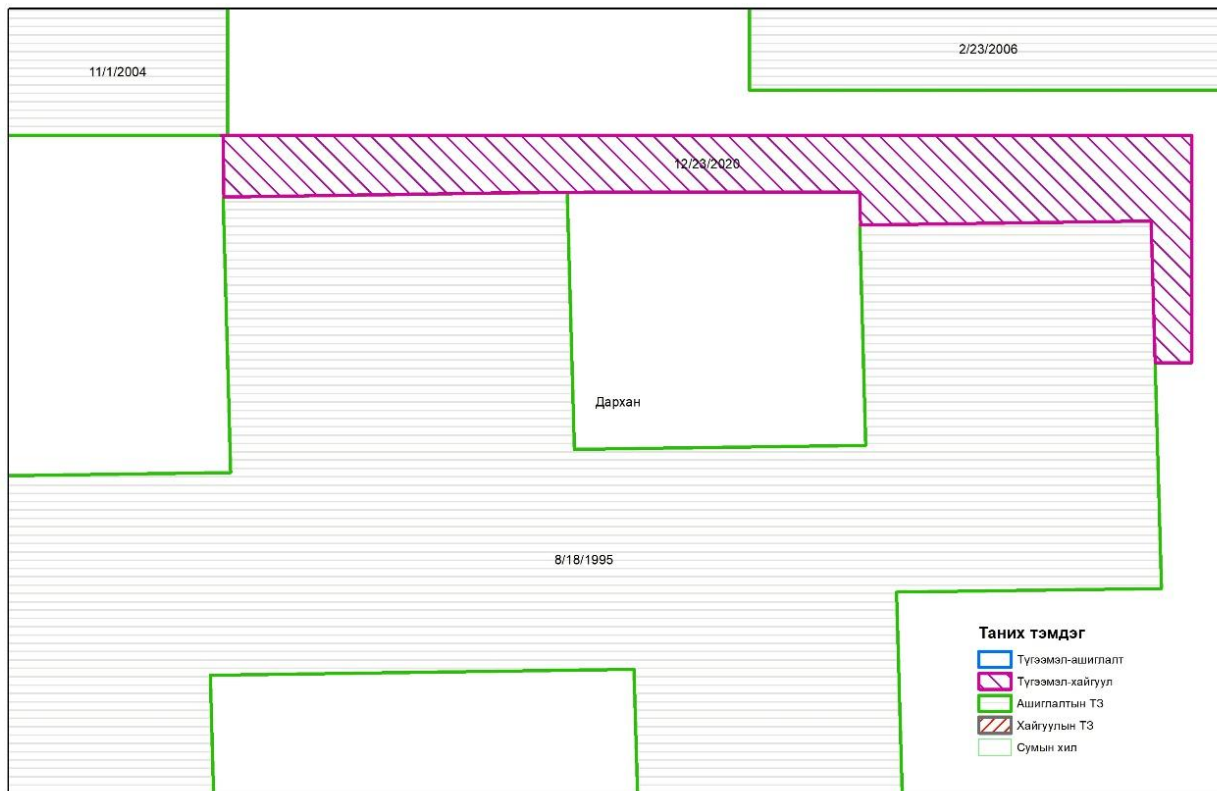 11/1/2004
2/23/2006
12/23/2020
Дархан
8/18/1995
Таних тэмдэг
Түгээмэл-ашиглалт
Түгээмэл-хайгуул
Ашиглалтын ТЗ
Хайгуулын ТЗ
Сумын хил